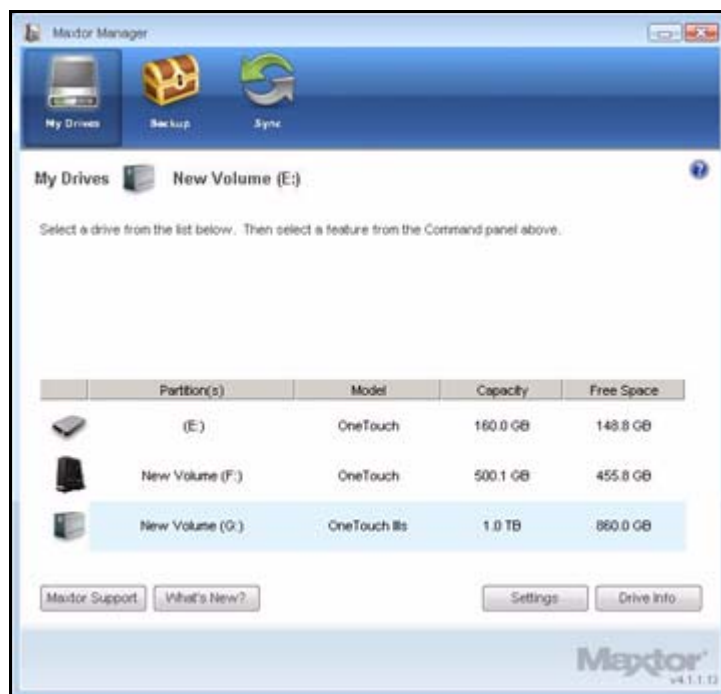 Maxtor Manager
My Drives Backup Sync
My Drives New Volume (E:)
Select a drive from the list below. Then select a feature from the Command panel above.
Partition(s) Model Capacity Free Space
(E:) OneTouch 160.0 GB 148.8 GB
New Volume (F:) OneTouch 500.1 GB 455.8 GB
New Volume (G:) OneTouch IIIs 1.0 TB 860.0 GB
Maxtor Support What's New? Settings Drive Info
Maxtor